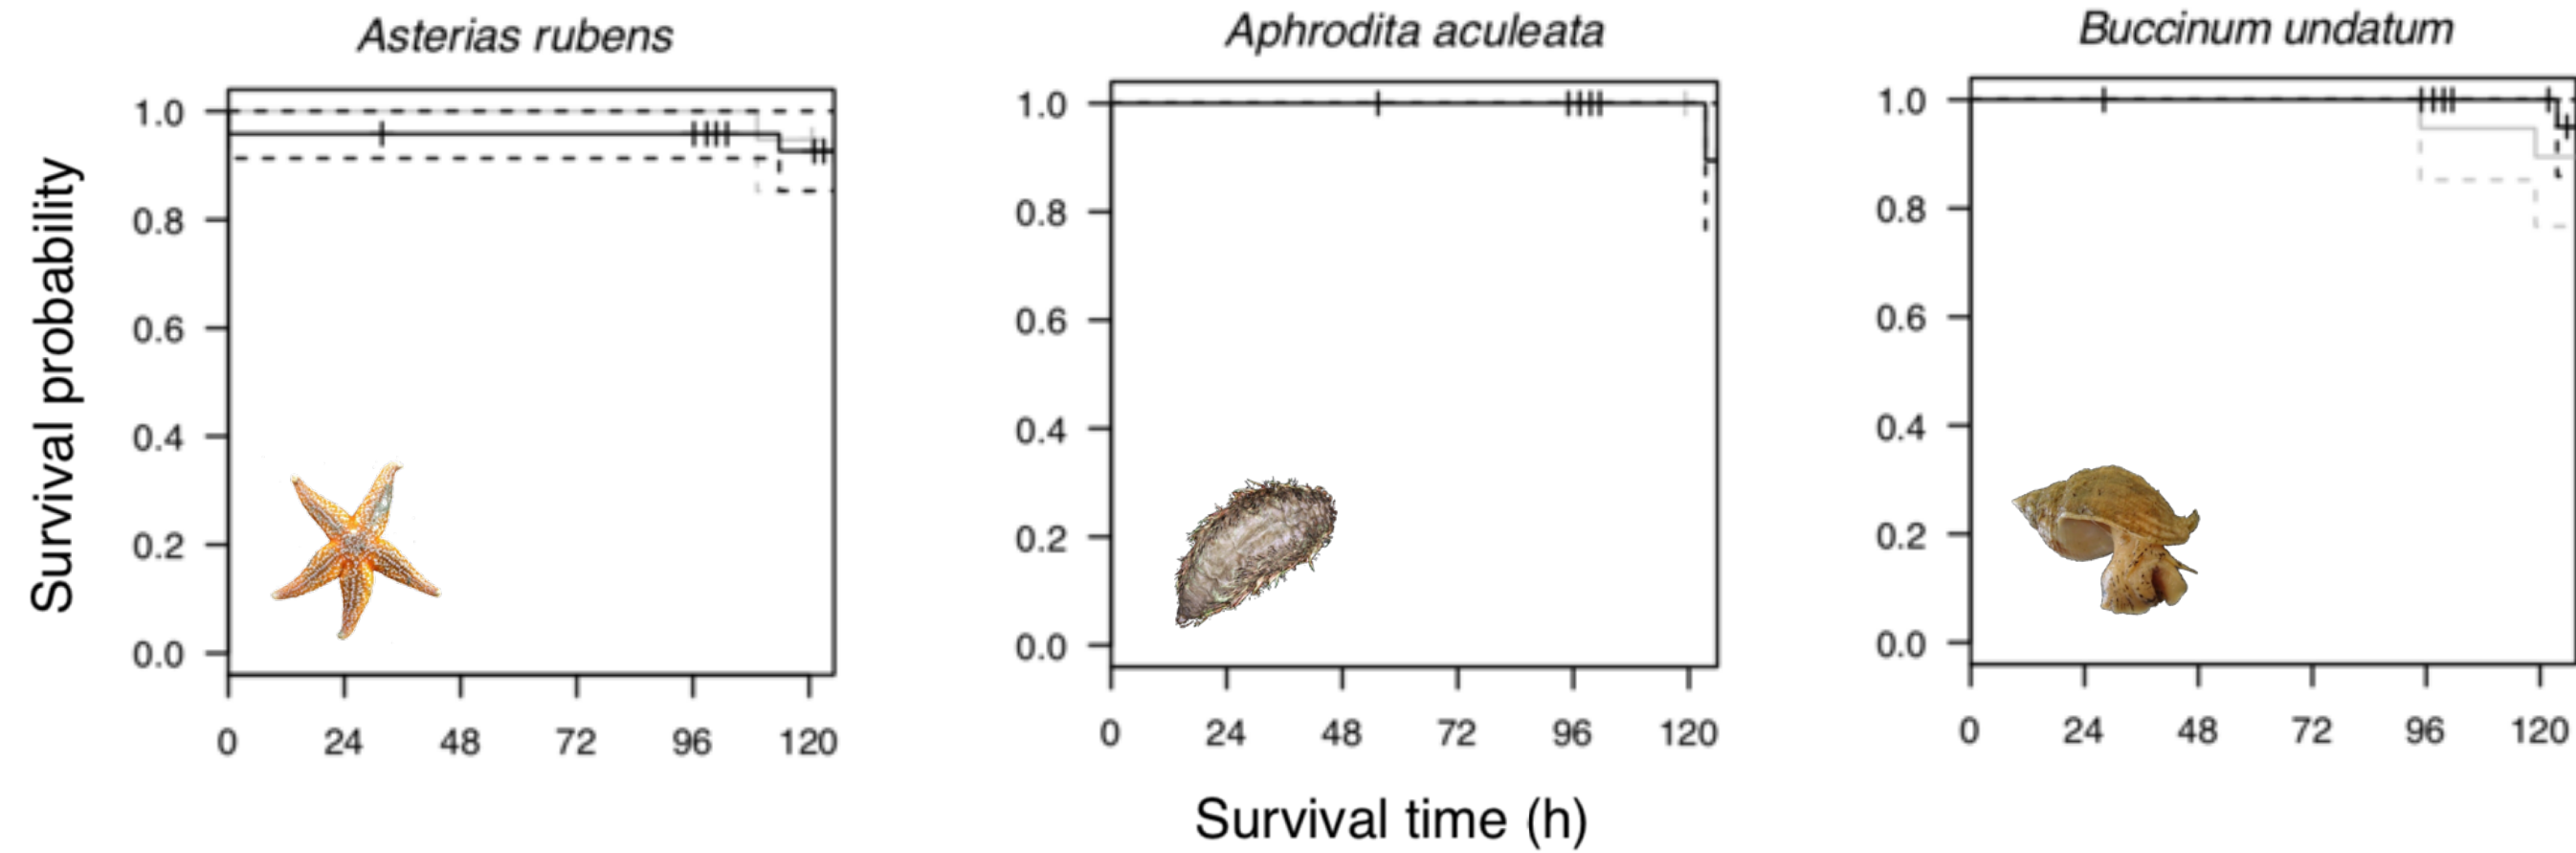 Asterias rubens
Aphrodita aculeata
Buccinum undatum
Survival probability
1.0
0.8
0.6
0.4
0.2
0.0
0 24 48 72 96 120
1.0
0.8
0.6
0.4
0.2
0.0
0 24 48 72 96 120
1.0
0.8
0.6
0.4
0.2
0.0
0 24 48 72 96 120
Survival time (h)